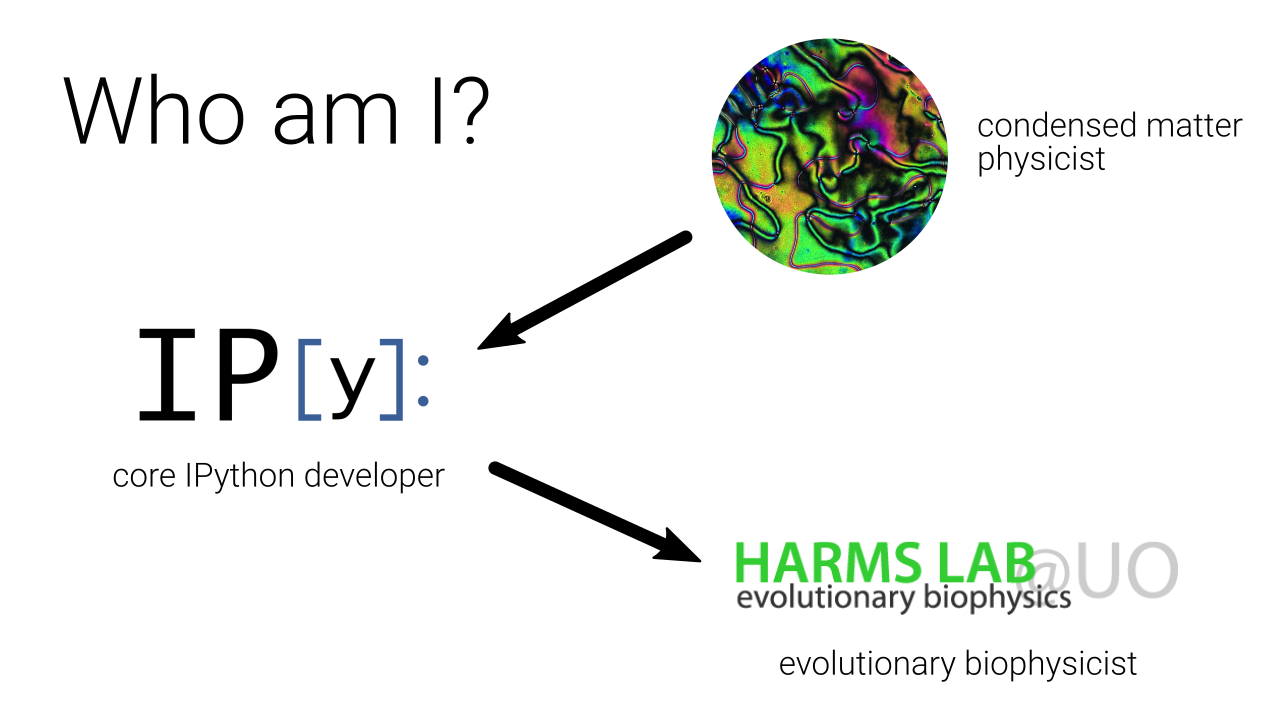 Who am I?
condensed matter
physicist
IP[y]:
core IPython developer
HARMS LAB@UO
evolutionary biophysics
evolutionary biophysicist